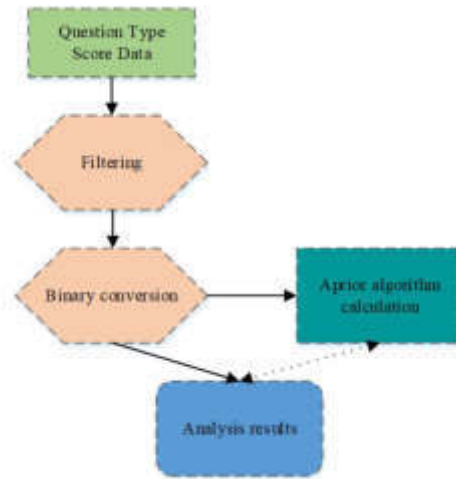 Question Type
Score Data
Filtering
Binary conversion
Aprior algorithm
calculation
Analysis results